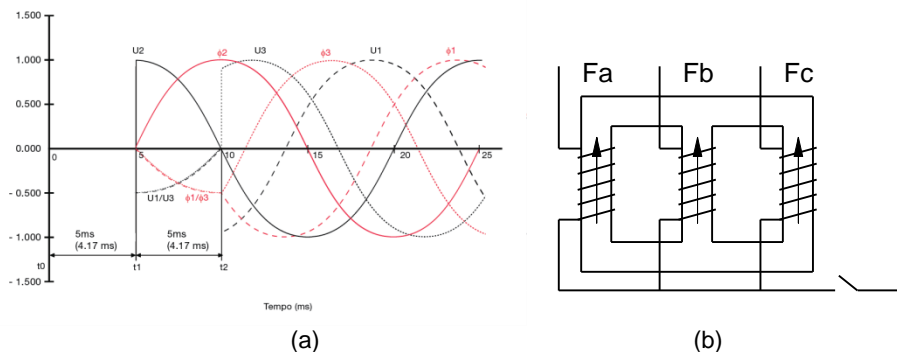 1.500
1.000
0.500
0.000
- 0.500
- 1.000
- 1.500
U2
ϕ2
U3
ϕ3
U1
ϕ1
0
5
10
15
20
25
U1/U3
ϕ1/ϕ3
5ms
(4.17 ms)
5ms
(4.17 ms)
t0
t1
t2
Tempo (ms)
(a)
Fa Fb Fc
(b)